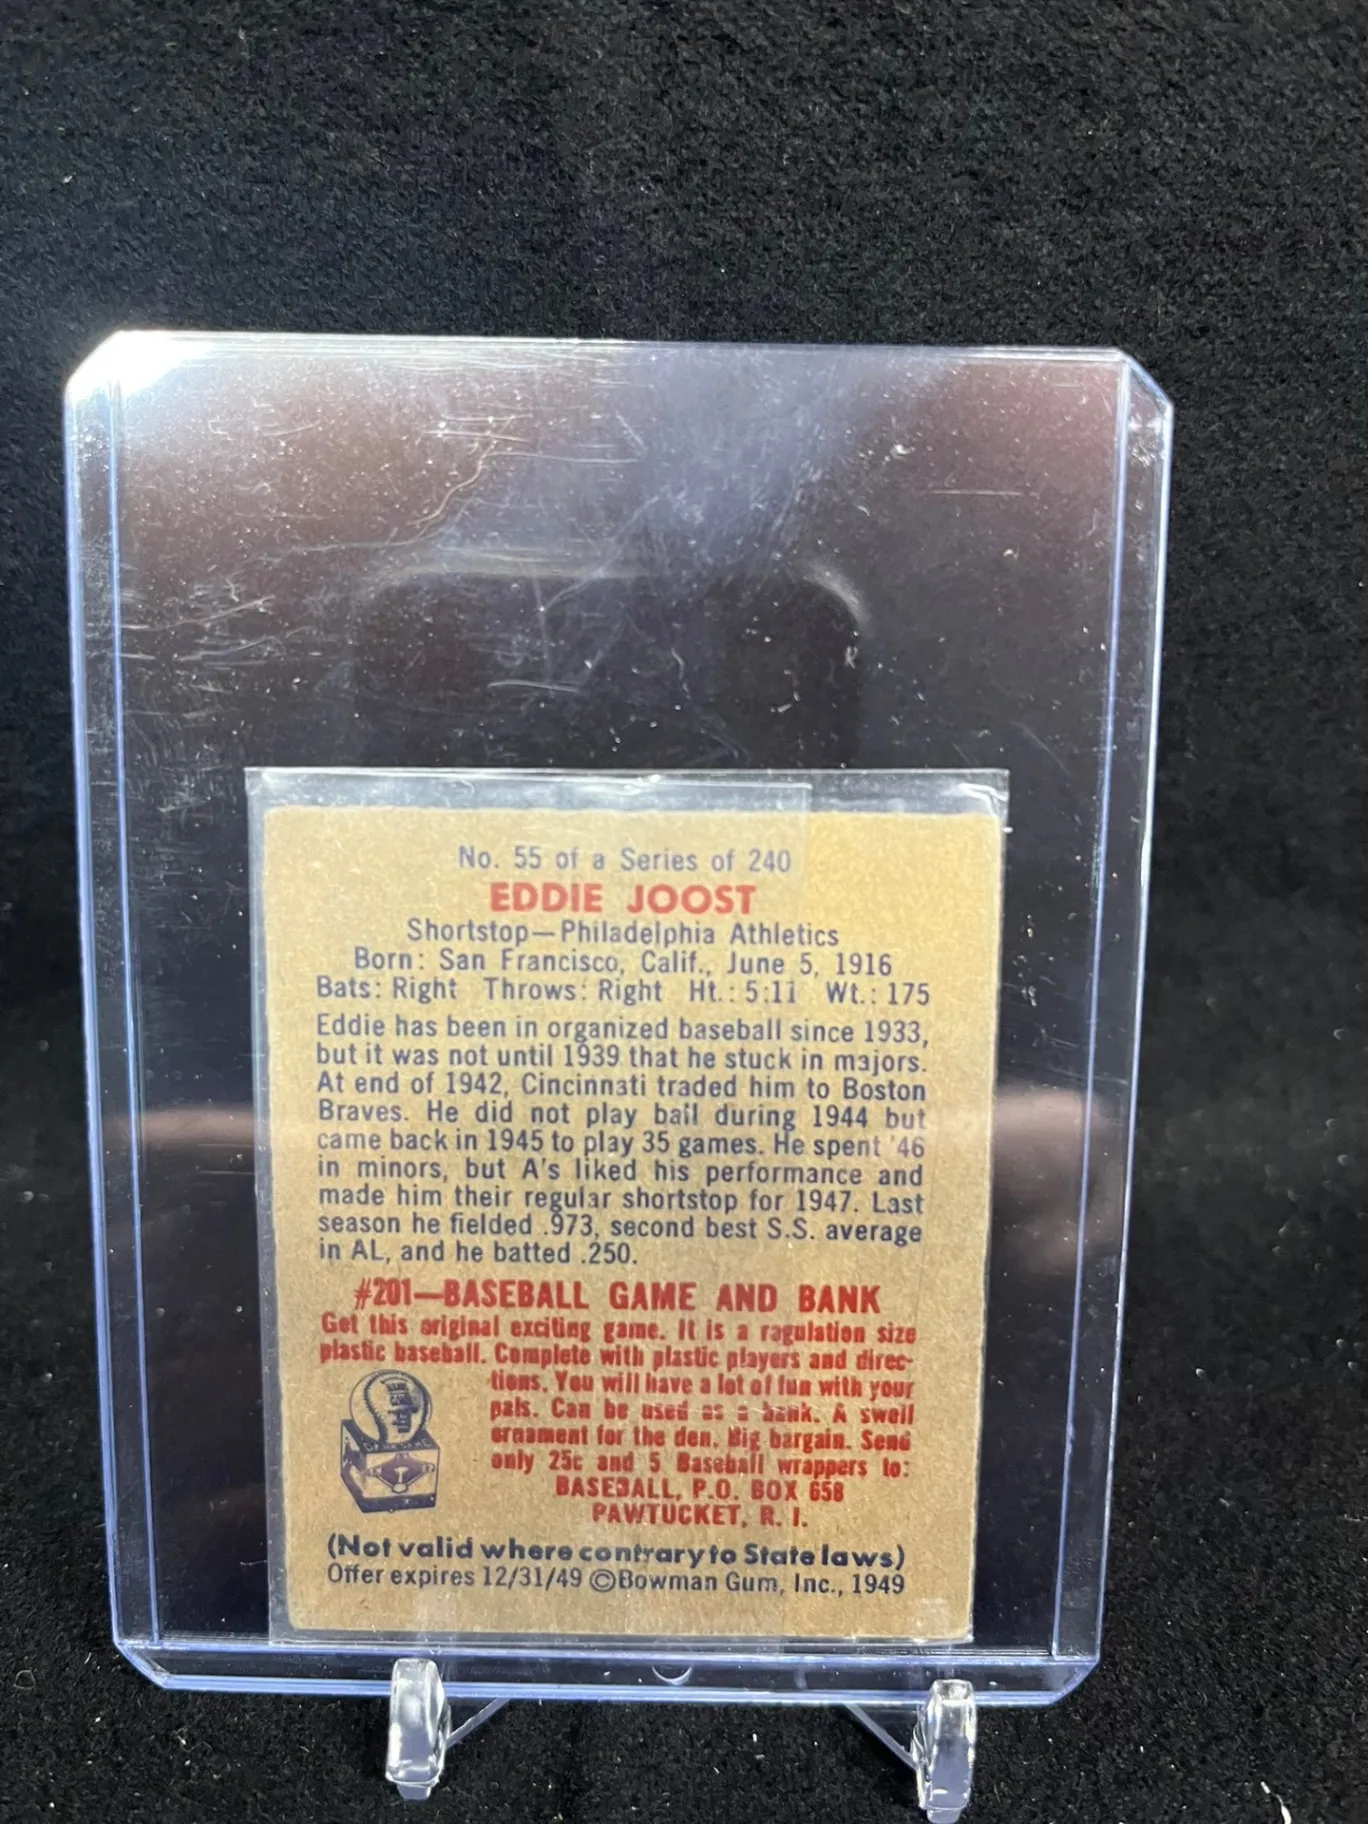 No. 55 of a Series of 240
EDDIE JOOST
Shortstop—Philadelphia Athletics
Born: San Francisco, Calif., June 5, 1916
Bats: Right Throws: Right Ht.: 5:11 Wt.: 175
Eddie has been in organized baseball since 1933,
but it was not until 1939 that he stuck in majors.
At end of 1942, Cincinnati traded him to Boston
Braves. He did not play ball during 1944 but
came back in 1945 to play 35 games. He spent '46
in minors, but A's liked his performance and
made him their regular shortstop for 1947. Last
season he fielded .973, second best S.S. average
in AL, and he batted .250.
#201—BASEBALL GAME AND BANK
Get this original exciting game. It is a regulation size
plastic baseball. Complete with plastic players and direc-
tions. You will have a lot of fun with your
pals. Can be used as a bank. A swell
ornament for the den. Big bargain. Send
only 25c and 5 Baseball wrappers to:
BASEBALL, P.O. BOX 658
PAWTUCKET, R. I.
(Not valid where contrary to State laws)
Offer expires 12/31/49 ©Bowman Gum, Inc., 1949